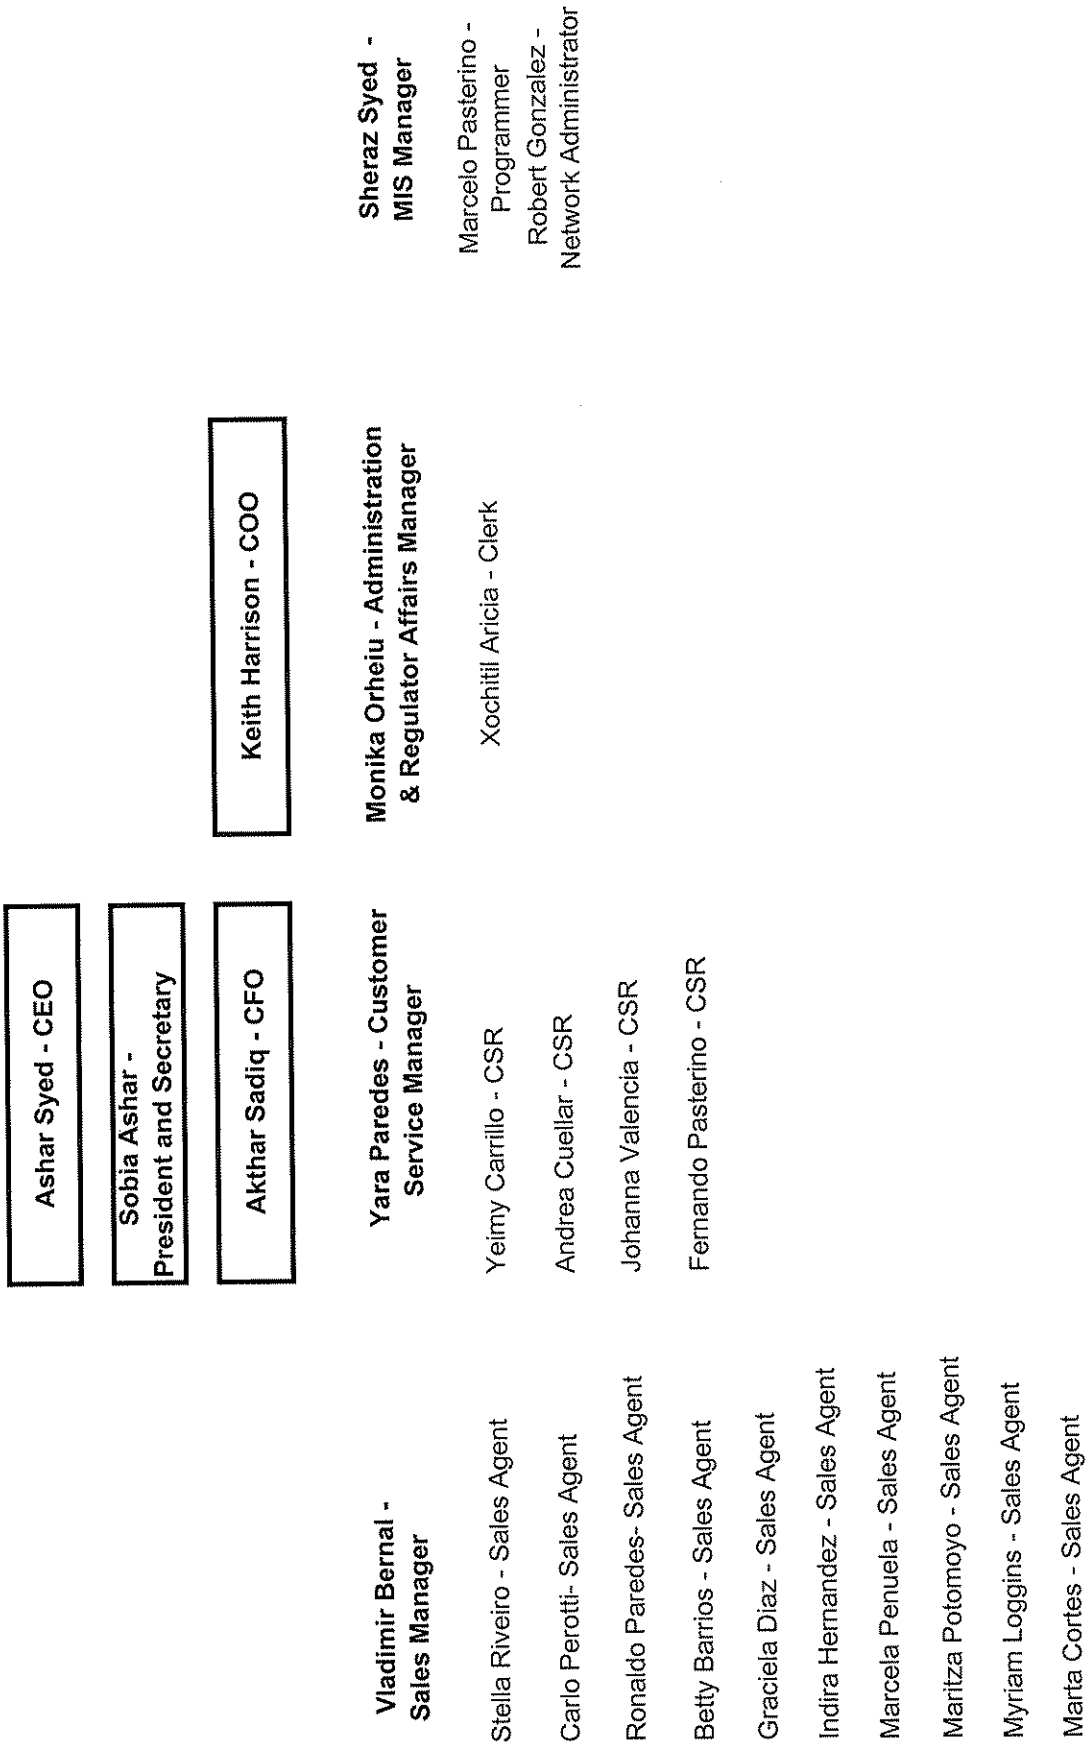 Ashar Syed - CEO
Sobia Ashar -
President and Secretary
Akthar Sadiq - CFO
Keith Harrison - COO
Vladimir Bernal -
Sales Manager
Stella Riveiro - Sales Agent
Carlo Perotti- Sales Agent
Ronaldo Paredes- Sales Agent
Betty Barrios - Sales Agent
Graciela Diaz - Sales Agent
Indira Hernandez - Sales Agent
Marcela Penuela - Sales Agent
Maritza Potomoyo - Sales Agent
Myriam Loggins - Sales Agent
Marta Cortes - Sales Agent
Yara Paredes - Customer
Service Manager
Yeimy Carrillo - CSR
Andrea Cuellar - CSR
Johanna Valencia - CSR
Fernando Pasterino - CSR
Monika Orheiu - Administration
& Regulator Affairs Manager
Xochitil Aricia - Clerk
Sheraz Syed -
MIS Manager
Marcelo Pasterino -
Programmer
Robert Gonzalez -
Network Administrator